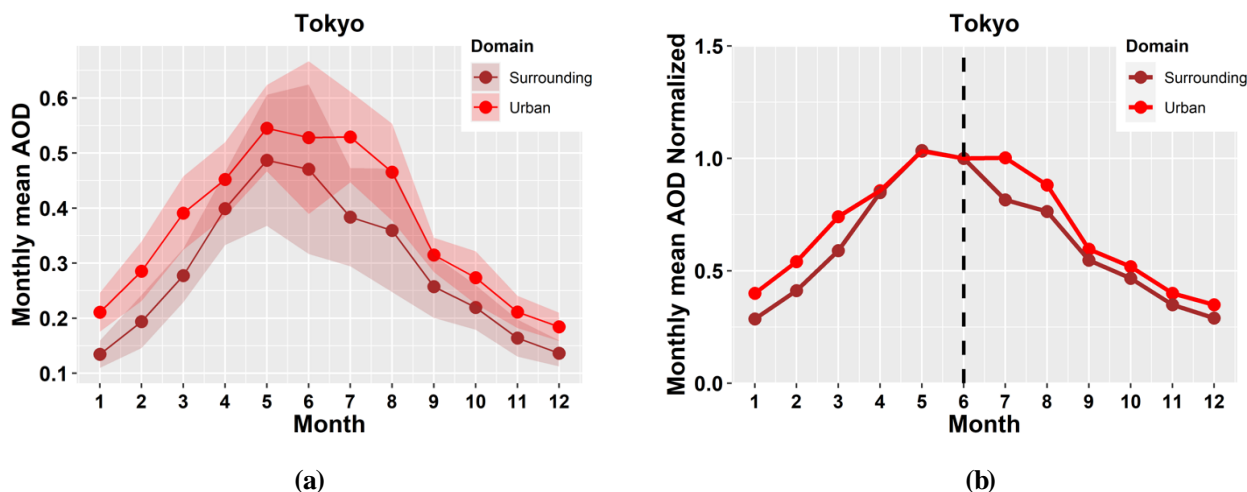 Tokyo
Monthly mean AOD
0.6
0.5
0.4
0.3
0.2
0.1
1 2 3 4 5 6 7 8 9 10 11 12
Month
Domain
Surrounding
Urban
(a)
Tokyo
Monthly mean AOD Normalized
1.5
1.0
0.5
0.0
1 2 3 4 5 6 7 8 9 10 11 12
Month
Domain
Surrounding
Urban
(b)